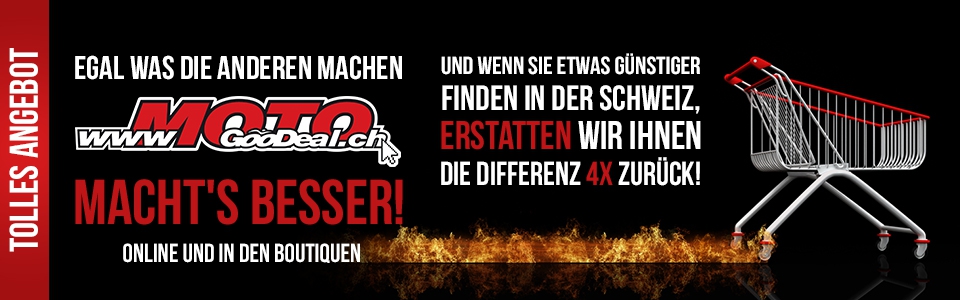 TOLLES ANGEBOT
EGAL WAS DIE ANDEREN MACHEN
www.MOTO
GooDeal.ch
MACHT'S BESSER!
ONLINE UND IN DEN BOUTIQUEN
UND WENN SIE ETWAS GÜNSTIGER
FINDEN IN DER SCHWEIZ,
ERSTATTEN WIR IHNEN
DIE DIFFERENZ 4X ZURÜCK!